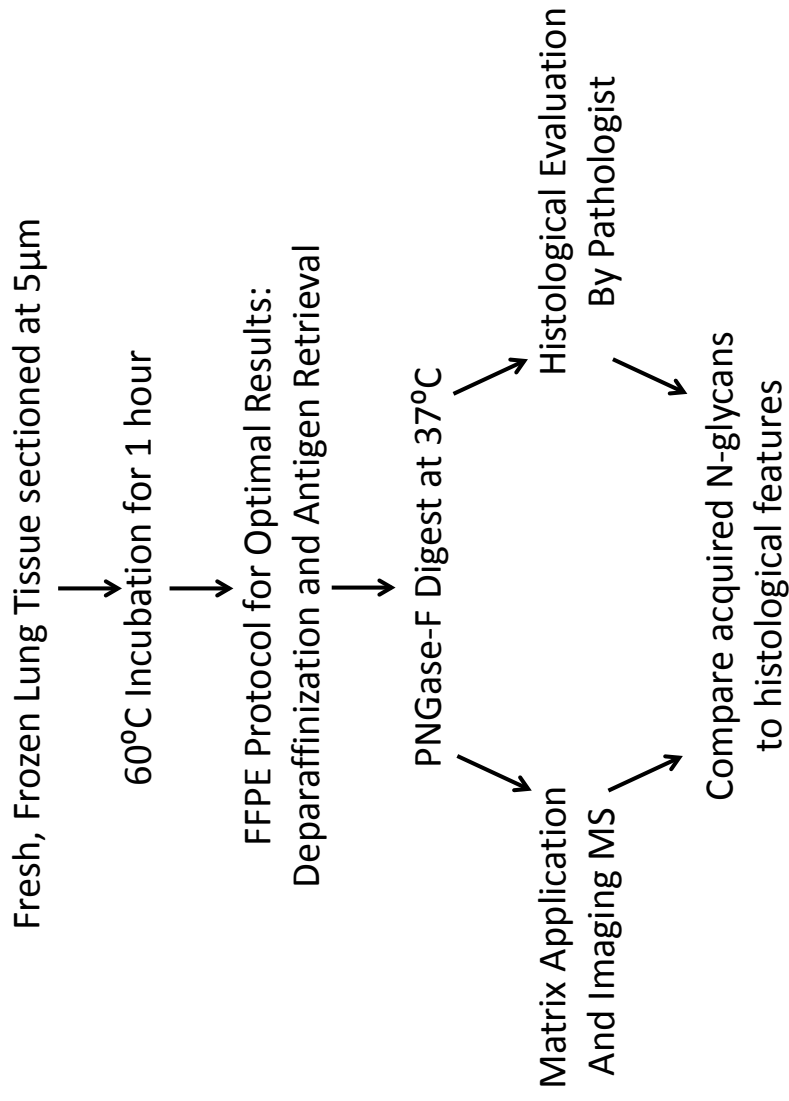 Fresh, Frozen Lung Tissue sectioned at 5µm
60⁰C Incubation for 1 hour
FFPE Protocol for Optimal Results:
Deparaffinization and Antigen Retrieval
PNGase-F Digest at 37⁰C
Matrix Application
And Imaging MS
Histological Evaluation
By Pathologist
Compare acquired N-glycans
to histological features